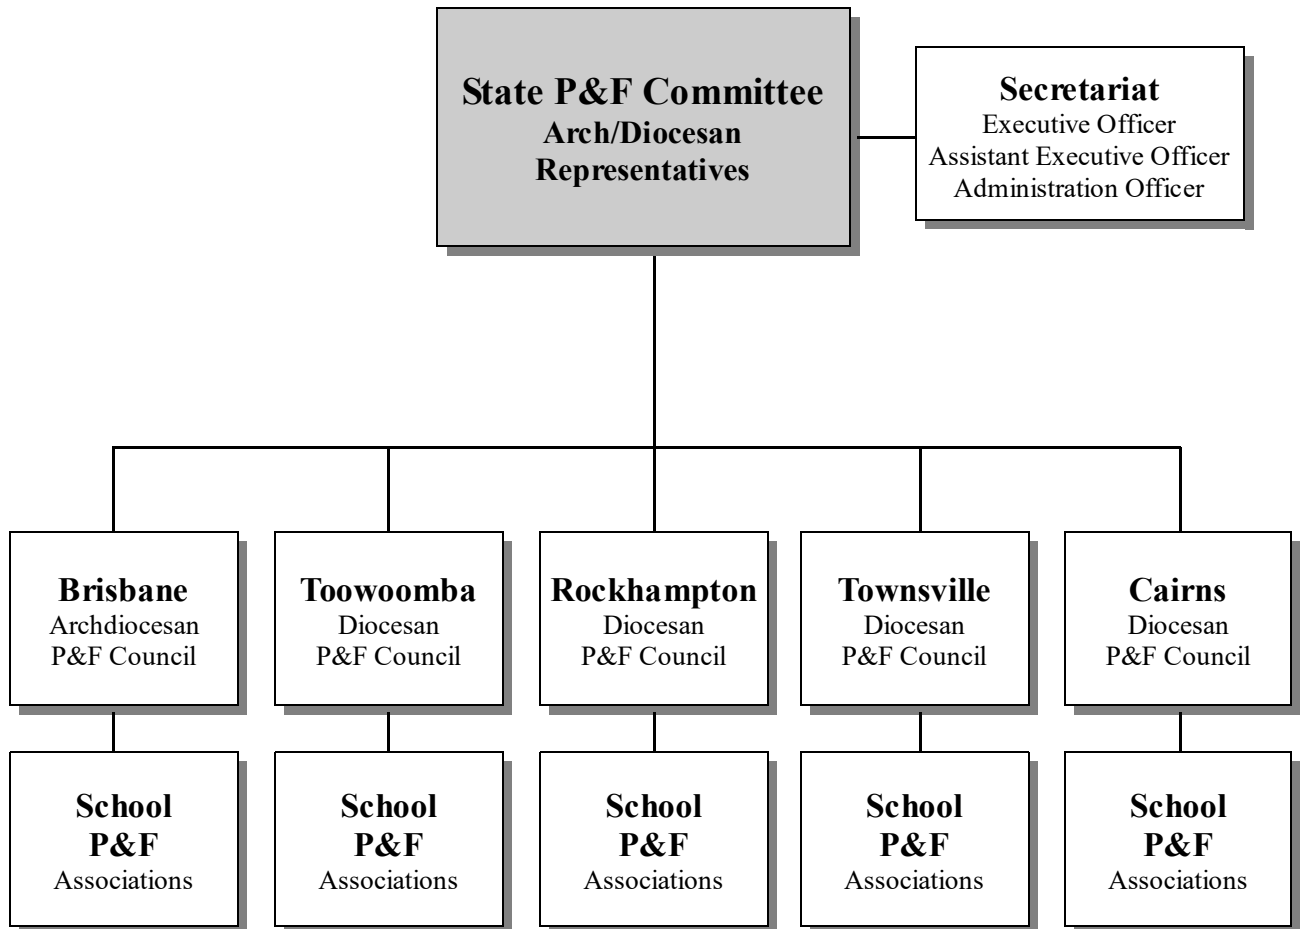 State P&F Committee
Arch/Diocesan
Representatives
Secretariat
Executive Officer
Assistant Executive Officer
Administration Officer
Brisbane
Archdiocesan
P&F Council
Toowoomba
Diocesan
P&F Council
Rockhampton
Diocesan
P&F Council
Townsville
Diocesan
P&F Council
Cairns
Diocesan
P&F Council
School
P&F
Associations
School
P&F
Associations
School
P&F
Associations
School
P&F
Associations
School
P&F
Associations